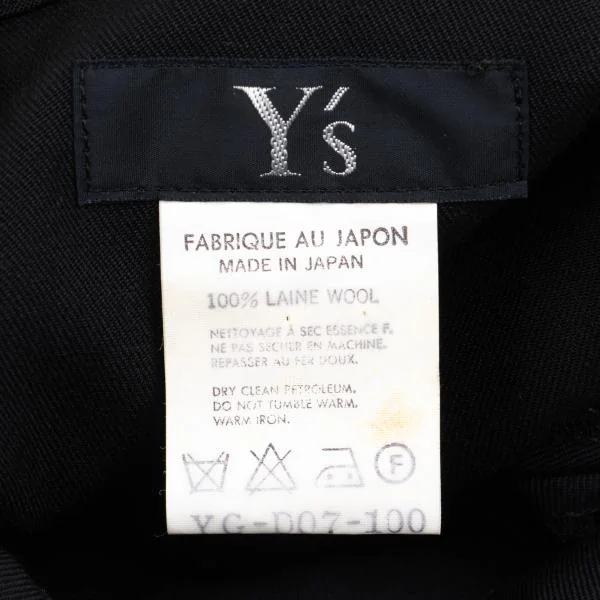 Y's
FABRIQUE AU JAPON
MADE IN JAPAN
100% LAINE WOOL
NETTOYAGE À SEC ESSENCE F.
NE PAS SECHER EN MACHINE.
REPASSER AU FER DOUX.
DRY CLEAN PETROLEUM.
DO NOT TUMBLE WARM.
WARM IRON.
F
YG-D07-100